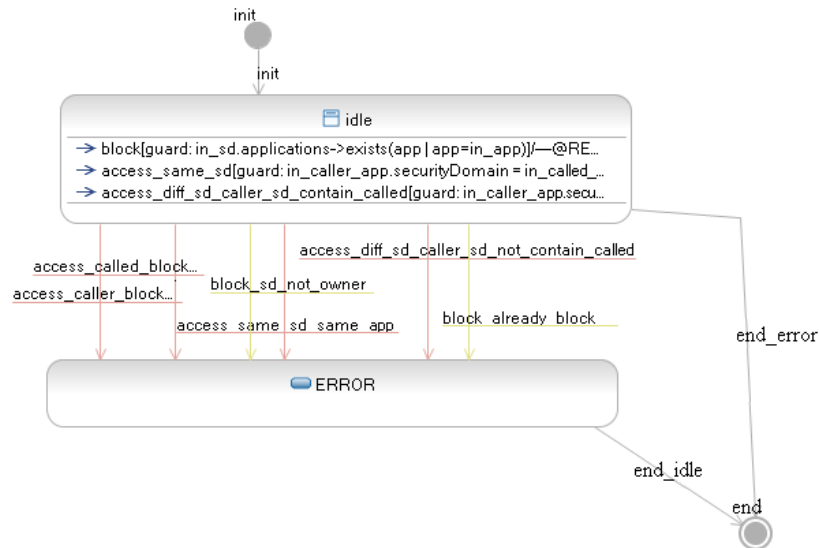 init
init
idle
block[guard: in_sd.applications->exists(app | app=in_app)]/—@RE...
access_same_sd[guard: in_caller_app.securityDomain = in_called_...
access_diff_sd_caller_sd_contain_called[guard: in_caller_app.secu...
access_diff_sd_caller_sd_not_contain_called
access_called_block...
block_sd_not_owner
access_caller_block...
block_already_block
access_same_sd_same_app
end_error
ERROR
end_idle
end